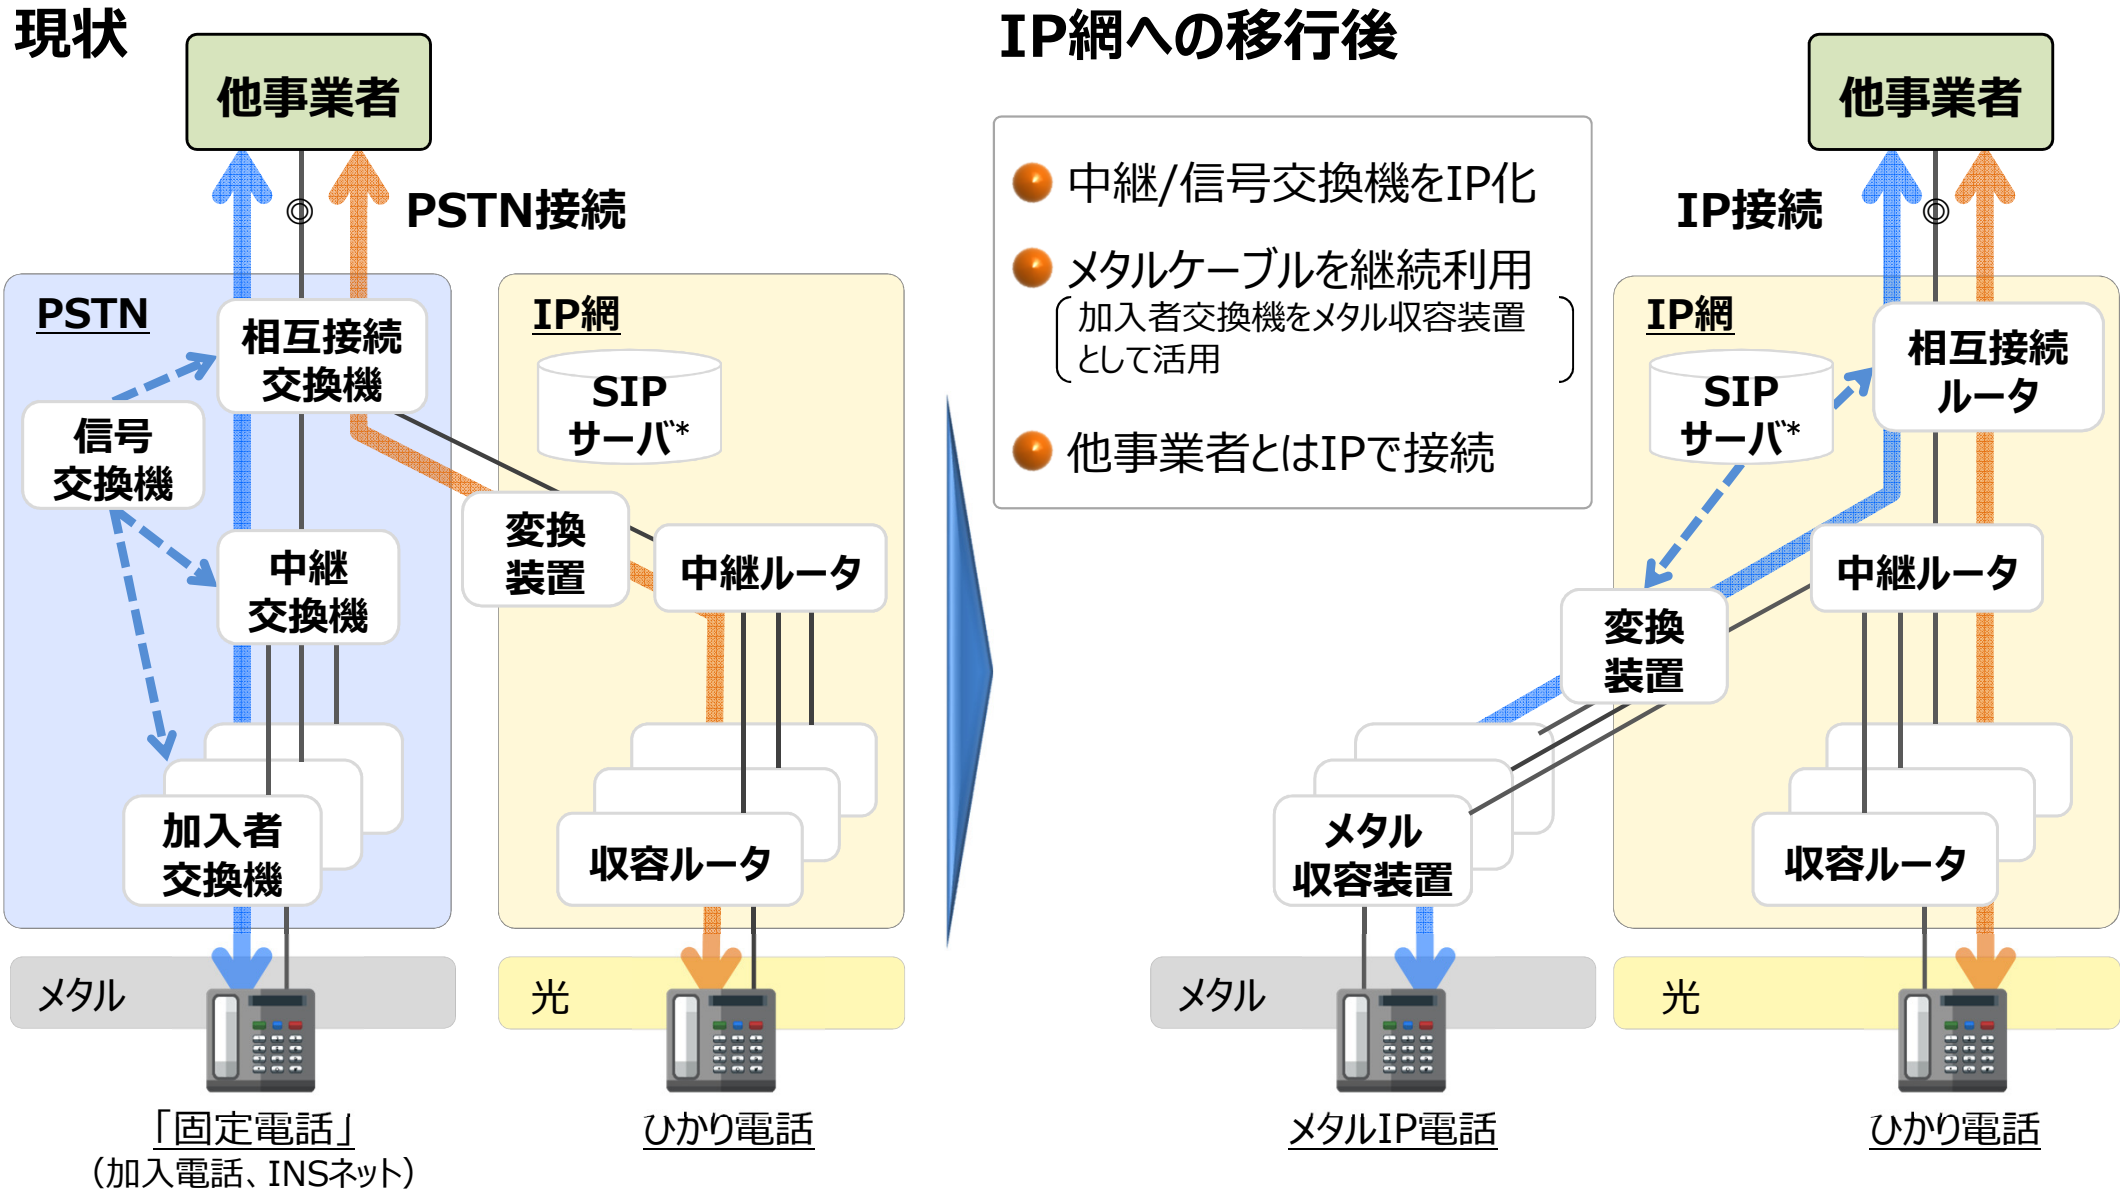 現状
他事業者
PSTN接続
PSTN
相互接続
交換機
信号
交換機
中継
交換機
加入者
交換機
IP網
SIP
サーバ*
変換
装置
中継ルータ
収容ルータ
メタル
光
「固定電話」
（加入電話、INSネット）
ひかり電話
IP網への移行後
中継/信号交換機をIP化
メタルケーブルを継続利用
加入者交換機をメタル収容装置
として活用
他事業者とはIPで接続
他事業者
IP接続
IP網
相互接続
ルータ
SIP
サーバ*
中継ルータ
変換
装置
メタル
収容装置
収容ルータ
メタル
光
メタルIP電話
ひかり電話